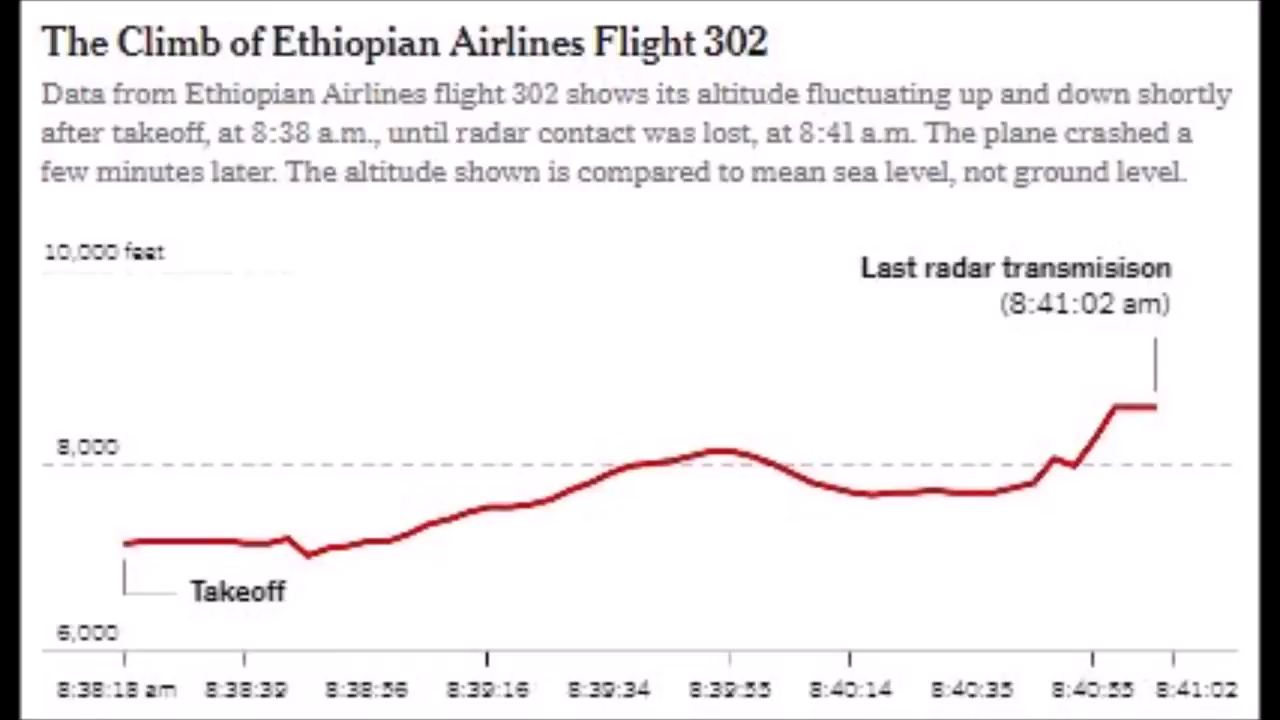 The Climb of Ethiopian Airlines Flight 302
Data from Ethiopian Airlines flight 302 shows its altitude fluctuating up and down shortly
after takeoff, at 8:38 a.m., until radar contact was lost, at 8:41 a.m. The plane crashed a
few minutes later. The altitude shown is compared to mean sea level, not ground level.
10,000 feet
Last radar transmisison
(8:41:02 am)
8,000
Takeoff
6,000
8:38:18 am 8:38:39 8:38:56 8:39:16 8:39:34 8:39:55 8:40:14 8:40:35 8:40:55 8:41:02